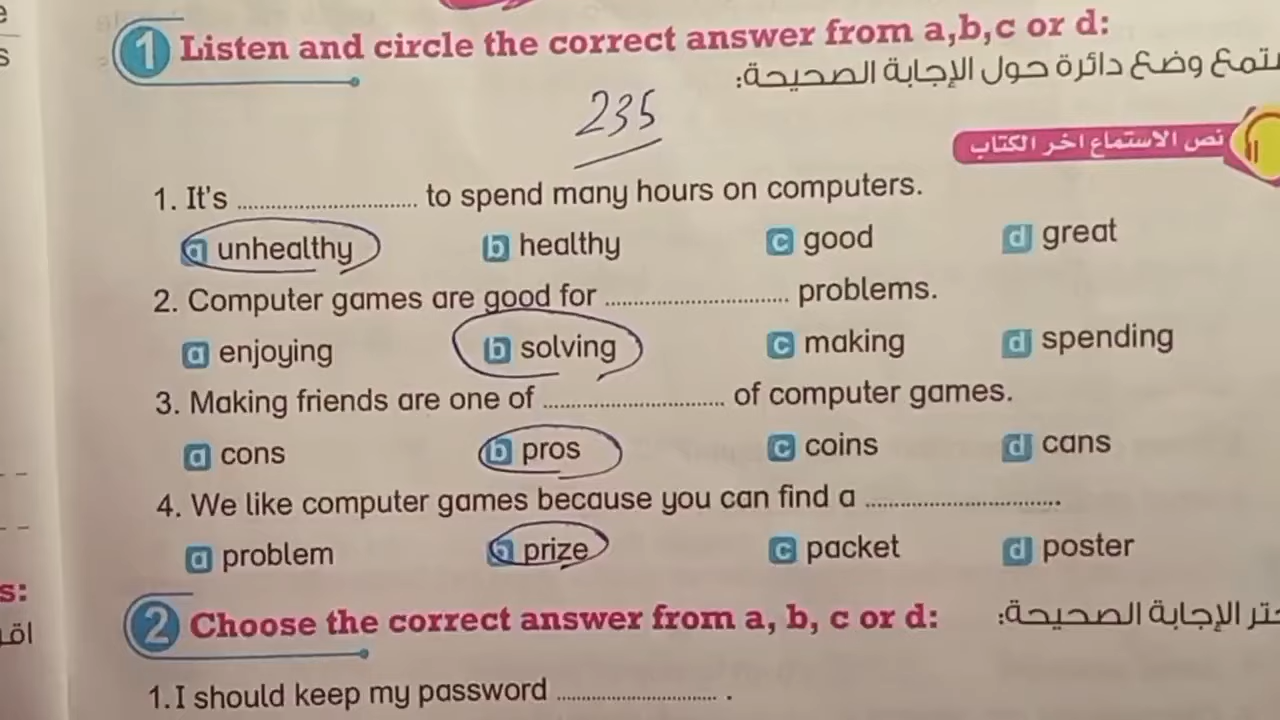 1 Listen and circle the correct answer from a,b,c or d:
وضع دائرة حول الإجابة الصحيحة:
235
نص الاستماع اخر الكتاب
1. It's .............................. to spend many hours on computers.
a unhealthy b healthy c good d great
2. Computer games are good for .............................. problems.
a enjoying b solving c making d spending
3. Making friends are one of .............................. of computer games.
a cons b pros c coins d cans
4. We like computer games because you can find a ..............................
a problem b prize c packet d poster
2 Choose the correct answer from a, b, c or d:
الإجابة الصحيحة:
1. I should keep my password .............................. .
s: